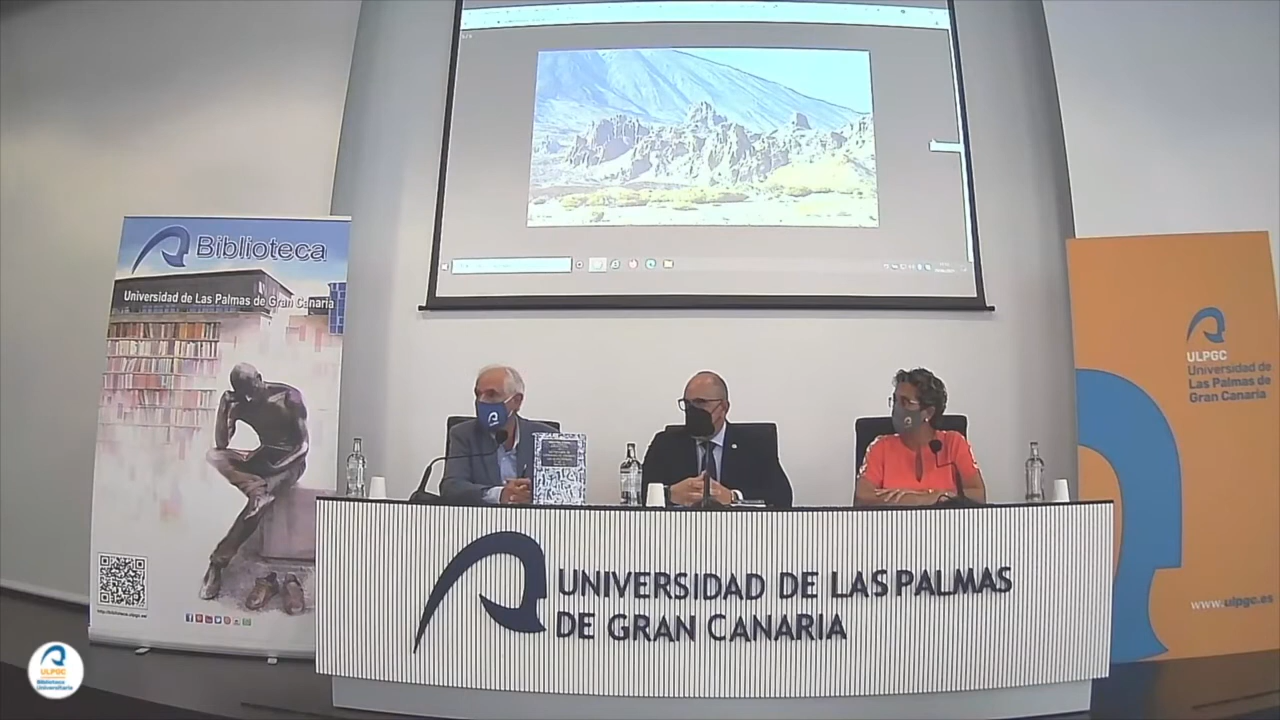 Biblioteca
Universidad de Las Palmas de Gran Canaria
ULPGC
Universidad de
Las Palmas de
Gran Canaria
UNIVERSIDAD DE LAS PALMAS
DE GRAN CANARIA
www.ulpgc.es
ULPGC
Biblioteca
Universitaria